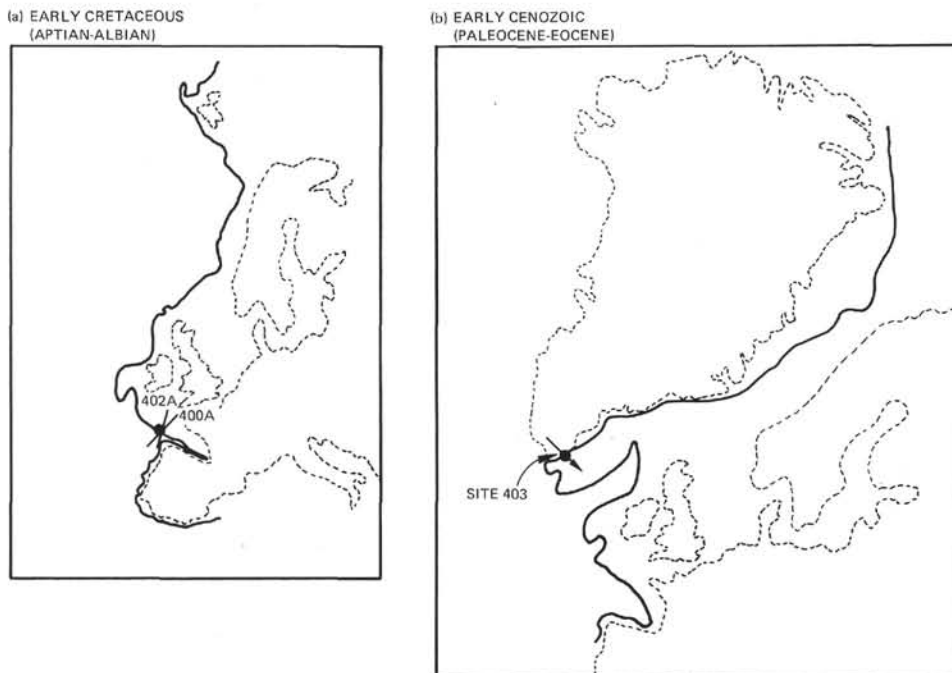 (a) EARLY CRETACEOUS
(APTIAN-ALBIAN)
402A
400A
(b) EARLY CENOZOIC
(PALEOCENE-EOCENE)
SITE 403